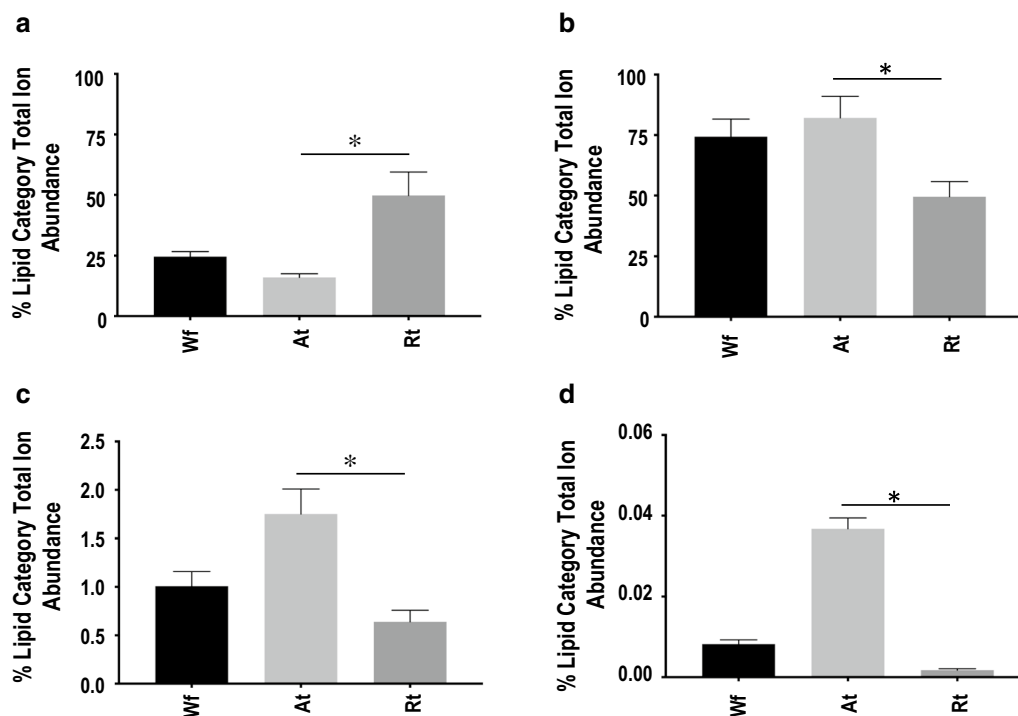 a
% Lipid Category Total Ion
Abundance
100
75
50
25
0
*
Wf
At
Rt
b
% Lipid Category Total Ion
Abundance
100
75
50
25
0
*
Wf
At
Rt
c
% Lipid Category Total Ion
Abundance
2.5
2.0
1.5
1.0
0.5
0.0
*
Wf
At
Rt
d
% Lipid Category Total Ion
Abundance
0.06
0.04
0.02
0.00
*
Wf
At
Rt